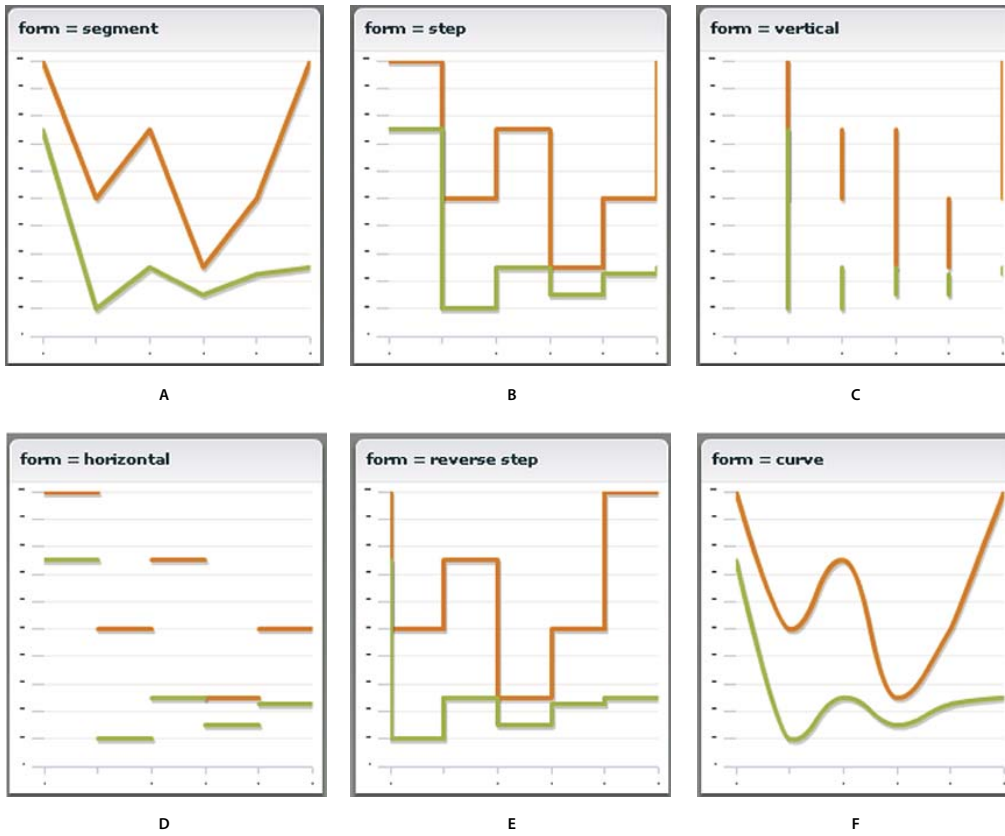 form = segment
form = step
form = vertical
A
B
C
form = horizontal
form = reverse step
form = curve
D
E
F